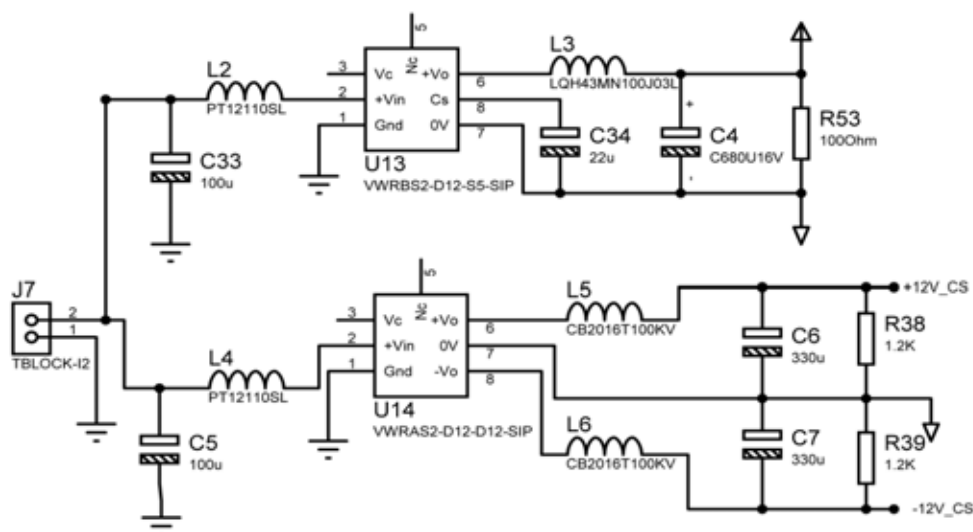 5
Nc
L3
L2
3
Vc
+Vo
6
LQH43MN100J03L
PT12110SL
2
+Vin
Cs
8
+
R53
1
Gnd
0V
7
C34
C4
100Ohm
C33
U13
22u
C680U16V
100u
VWRBS2-D12-S5-SIP
-
5
Nc
J7
L5
+12V_CS
2
3
Vc
+Vo
6
CB2016T100KV
C6
R38
1
L4
2
+Vin
0V
7
330u
1.2K
TBLOCK-I2
PT12110SL
1
Gnd
-Vo
8
U14
L6
C5
VWRAS2-D12-D12-SIP
C7
R39
100u
CB2016T100KV
330u
1.2K
-12V_CS